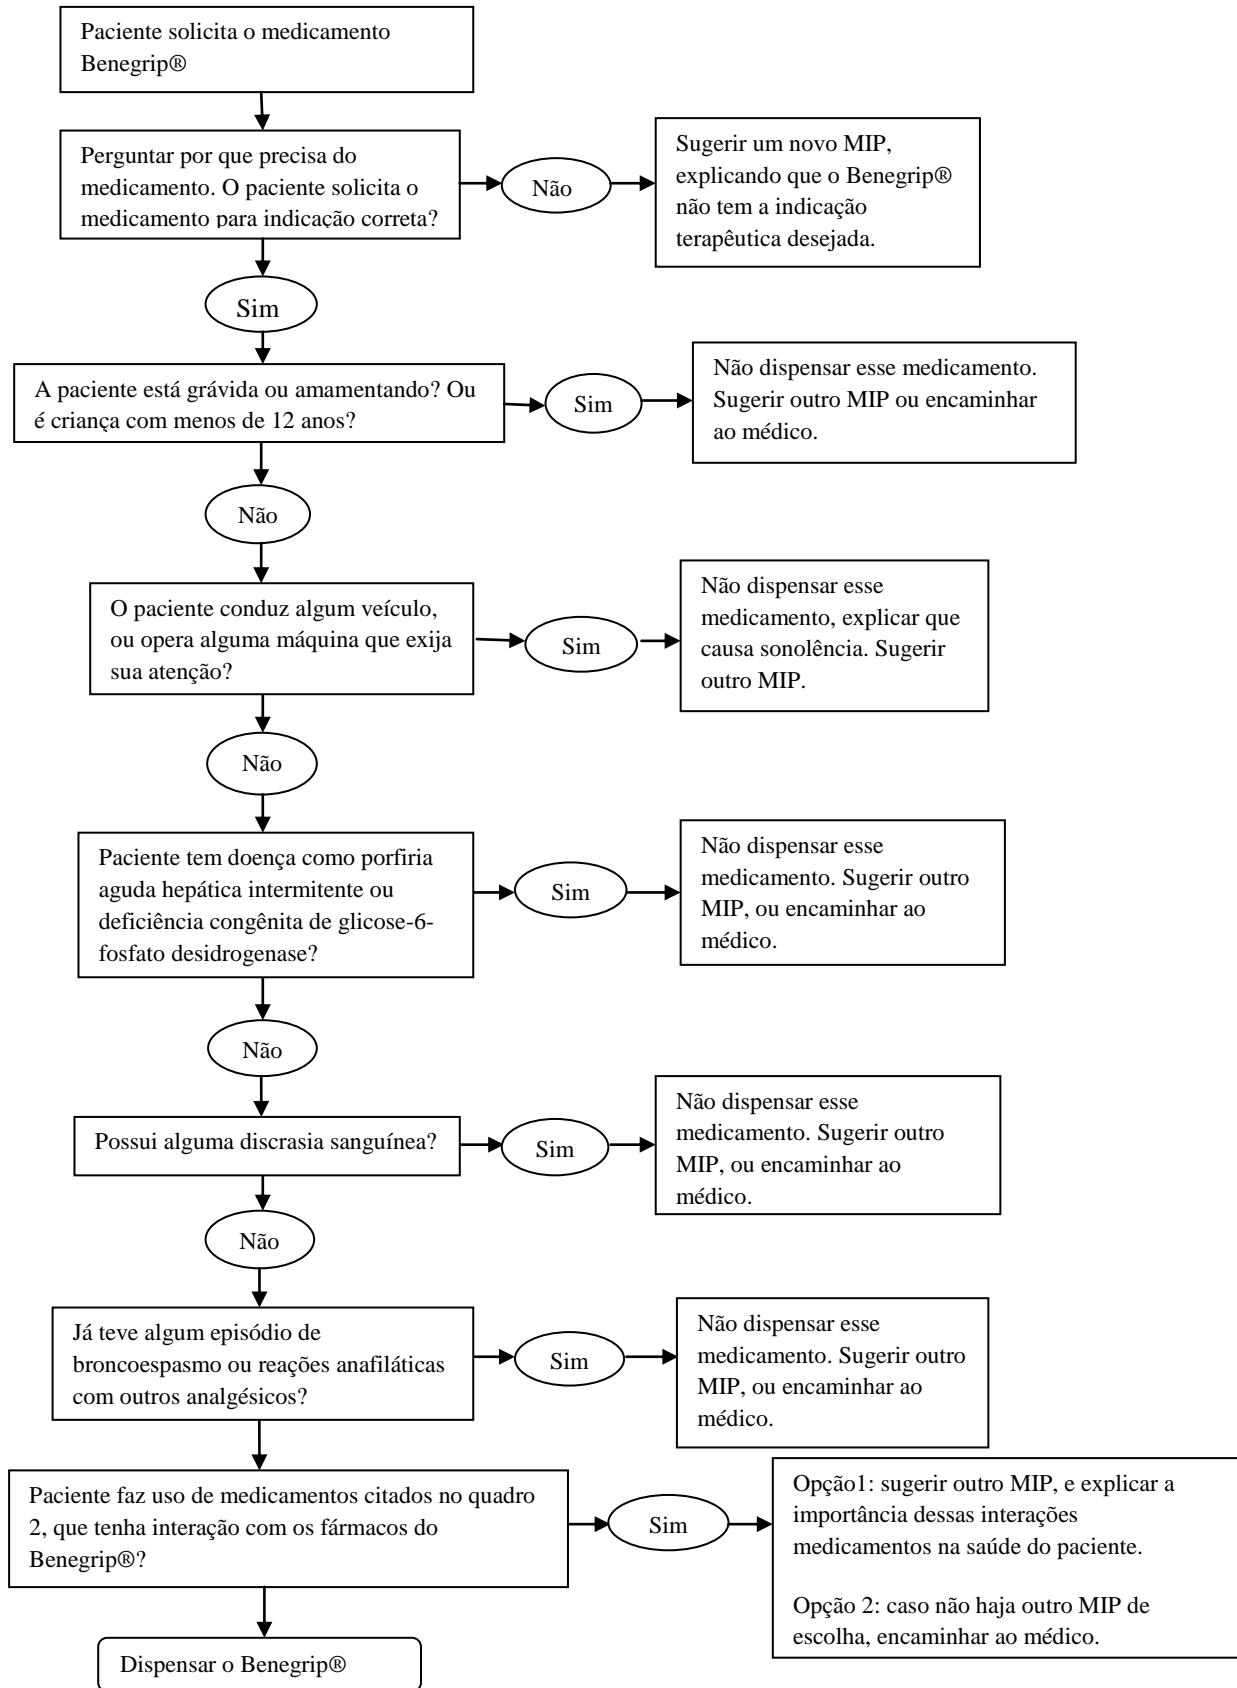 Paciente solicita o medicamento
Benegrip®
Perguntar por que precisa do
medicamento. O paciente solicita o
medicamento para indicação correta?
Não
Sugerir um novo MIP,
explicando que o Benegrip®
não tem a indicação
terapêutica desejada.
Sim
A paciente está grávida ou amamentando? Ou
é criança com menos de 12 anos?
Sim
Não dispensar esse medicamento.
Sugerir outro MIP ou encaminhar
ao médico.
Não
O paciente conduz algum veículo,
ou opera alguma máquina que exija
sua atenção?
Sim
Não dispensar esse
medicamento, explicar que
causa sonolência. Sugerir
outro MIP.
Não
Paciente tem doença como porfiria
aguda hepática intermitente ou
deficiência congênita de glicose-6-
fosfato desidrogenase?
Sim
Não dispensar esse
medicamento. Sugerir outro
MIP, ou encaminhar ao
médico.
Não
Possui alguma discrasia sanguínea?
Sim
Não dispensar esse
medicamento. Sugerir outro
MIP, ou encaminhar ao
médico.
Não
Já teve algum episódio de
broncoespasmo ou reações anafiláticas
com outros analgésicos?
Sim
Não dispensar esse
medicamento. Sugerir outro
MIP, ou encaminhar ao
médico.
Paciente faz uso de medicamentos citados no quadro
2, que tenha interação com os fármacos do
Benegrip®?
Sim
Opção1: sugerir outro MIP, e explicar a
importância dessas interações
medicamentos na saúde do paciente.
Opção 2: caso não haja outro MIP de
escolha, encaminhar ao médico.
Dispensar o Benegrip®